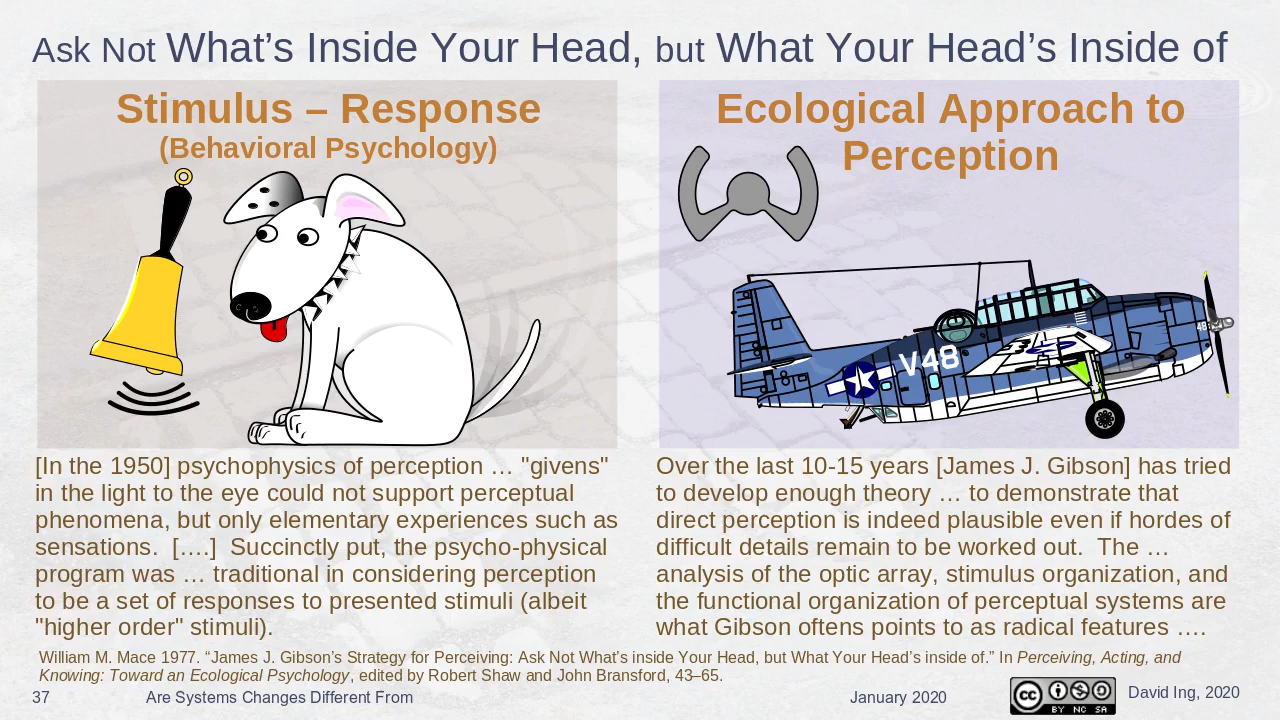 Ask Not What’s Inside Your Head, but What Your Head’s Inside of
Stimulus – Response
(Behavioral Psychology)
[In the 1950] psychophysics of perception … "givens"
in the light to the eye could not support perceptual
phenomena, but only elementary experiences such as
sensations.  [….]  Succinctly put, the psycho-physical
program was … traditional in considering perception
to be a set of responses to presented stimuli (albeit
"higher order" stimuli).
Ecological Approach to
Perception
V48
48
Over the last 10-15 years [James J. Gibson] has tried
to develop enough theory … to demonstrate that
direct perception is indeed plausible even if hordes of
difficult details remain to be worked out.  The …
analysis of the optic array, stimulus organization, and
the functional organization of perceptual systems are
what Gibson oftens points to as radical features ….
William M. Mace 1977. “James J. Gibson’s Strategy for Perceiving: Ask Not What’s inside Your Head, but What Your Head’s inside of.” In Perceiving, Acting, and
Knowing: Toward an Ecological Psychology, edited by Robert Shaw and John Bransford, 43–65.
37
Are Systems Changes Different From
January 2020
cc
BY NC SA
David Ing, 2020